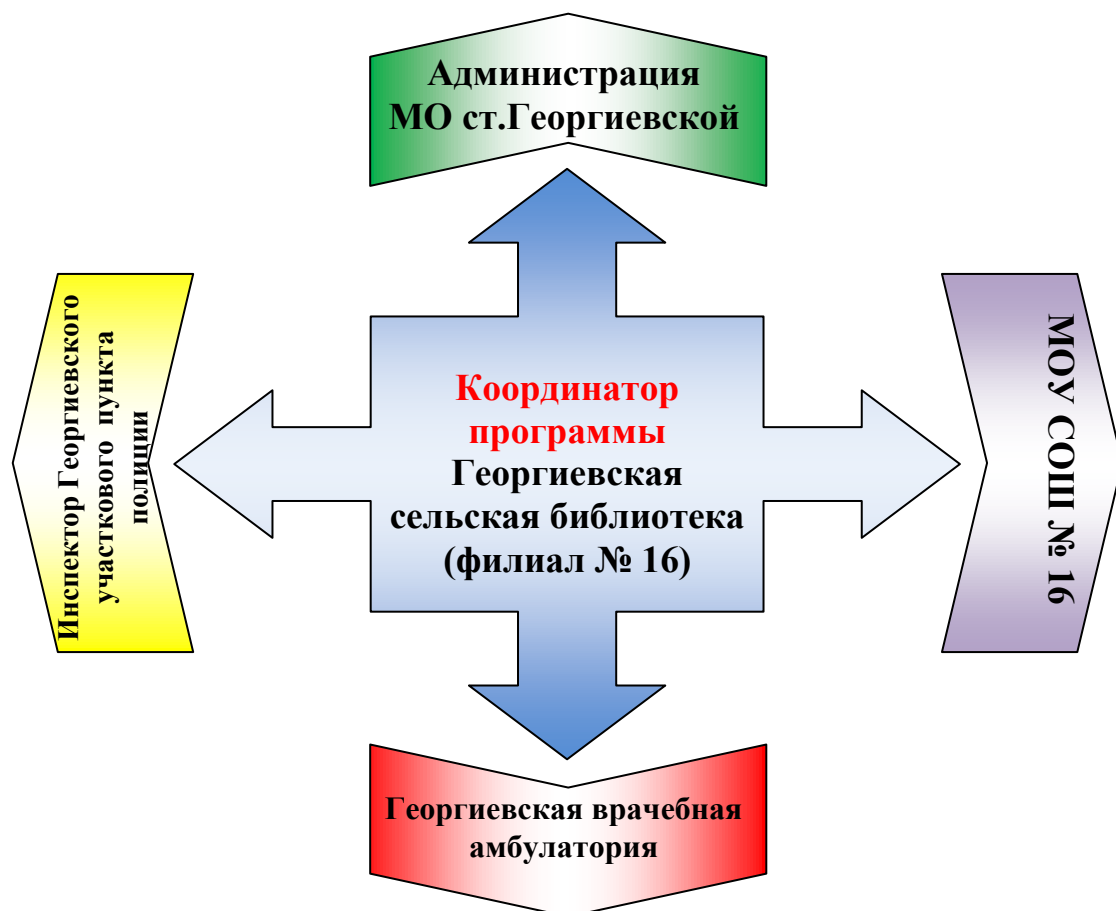 Администрация
МО ст.Георгиевской
Инспектор Георгиевского
участкового пункта
полиции
Координатор
программы
Георгиевская
сельская библиотека
(филиал № 16)
МОУ СОШ № 16
Георгиевская врачебная
амбулатория